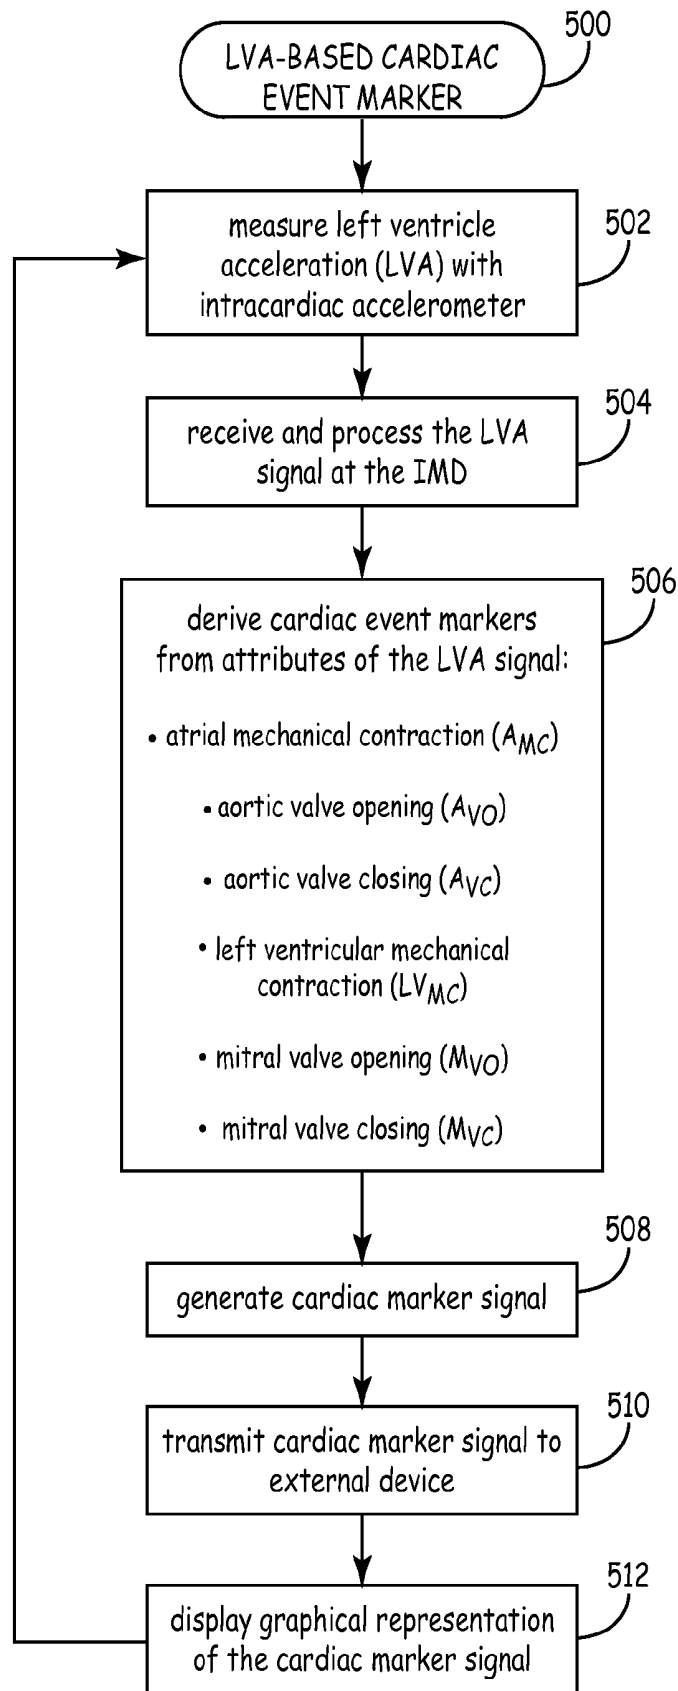 500
LVA-BASED CARDIAC
EVENT MARKER
502
measure left ventricle
acceleration (LVA) with
intracardiac accelerometer
504
receive and process the LVA
signal at the IMD
506
derive cardiac event markers
from attributes of the LVA signal:
• atrial mechanical contraction (AMC)
• aortic valve opening (AVO)
• aortic valve closing (AVC)
• left ventricular mechanical
contraction (LVMC)
• mitral valve opening (MVO)
• mitral valve closing (MVC)
508
generate cardiac marker signal
510
transmit cardiac marker signal to
external device
512
display graphical representation
of the cardiac marker signal